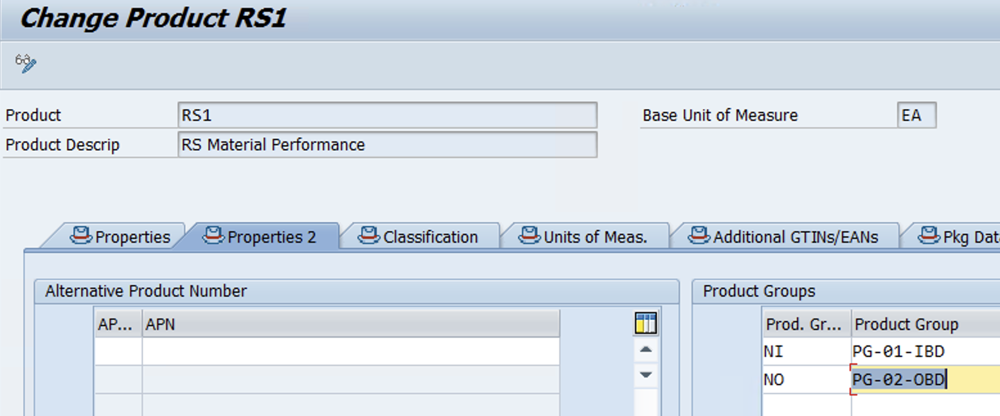 Change Product RS1
Product RS1 Base Unit of Measure EA
Product Descrip RS Material Performance
Properties Properties 2 Classification Units of Meas. Additional GTINs/EANs Pkg Data
Alternative Product Number Product Groups
AP... APN Prod. Gr... Product Group
NI PG-01-IBD
NO PG-02-OBD